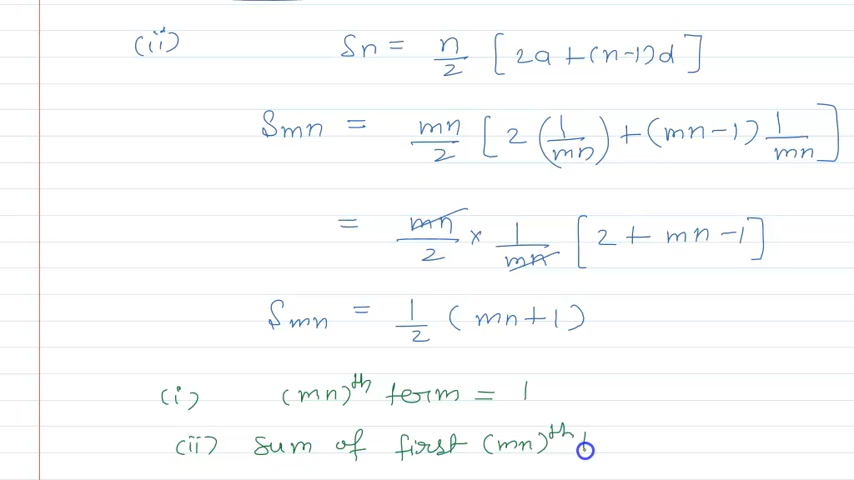 (ii) Sn = n/2 [2a + (n-1)d]
Smn = mn/2 [2 (1/mn) + (mn-1) 1/mn]
= mn/2 × 1/mn [2 + mn - 1]
Smn = 1/2 (mn+1)
(i) (mn)th term = 1
(ii) sum of first (mn)th